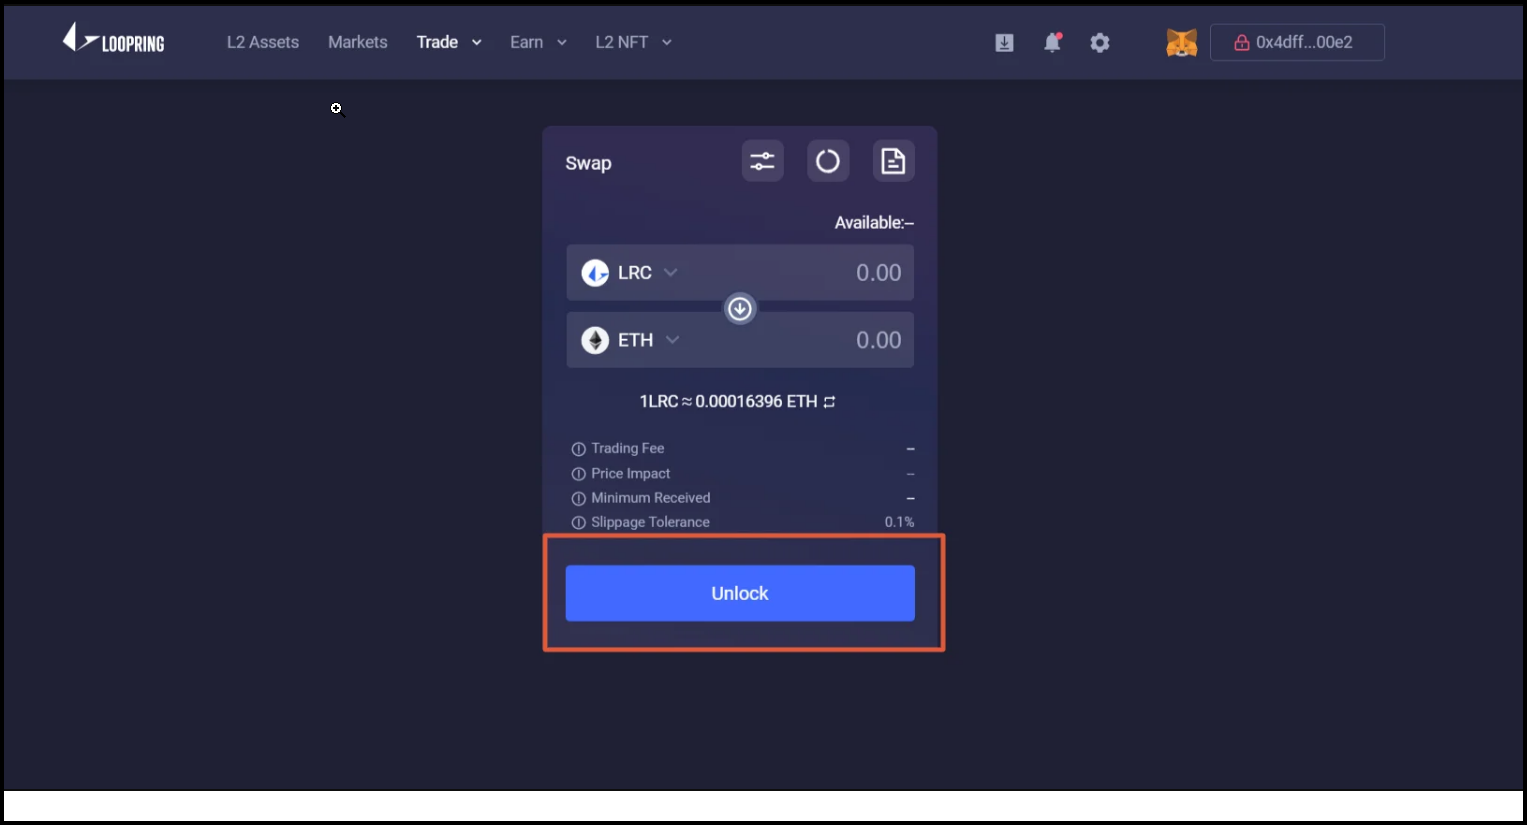 LOOPRING L2 Assets Markets Trade Earn L2 NFT 0x4dff...00e2
Swap
Available:--
LRC 0.00
ETH 0.00
1LRC ≈ 0.00016396 ETH
Trading Fee --
Price Impact --
Minimum Received --
Slippage Tolerance 0.1%
Unlock